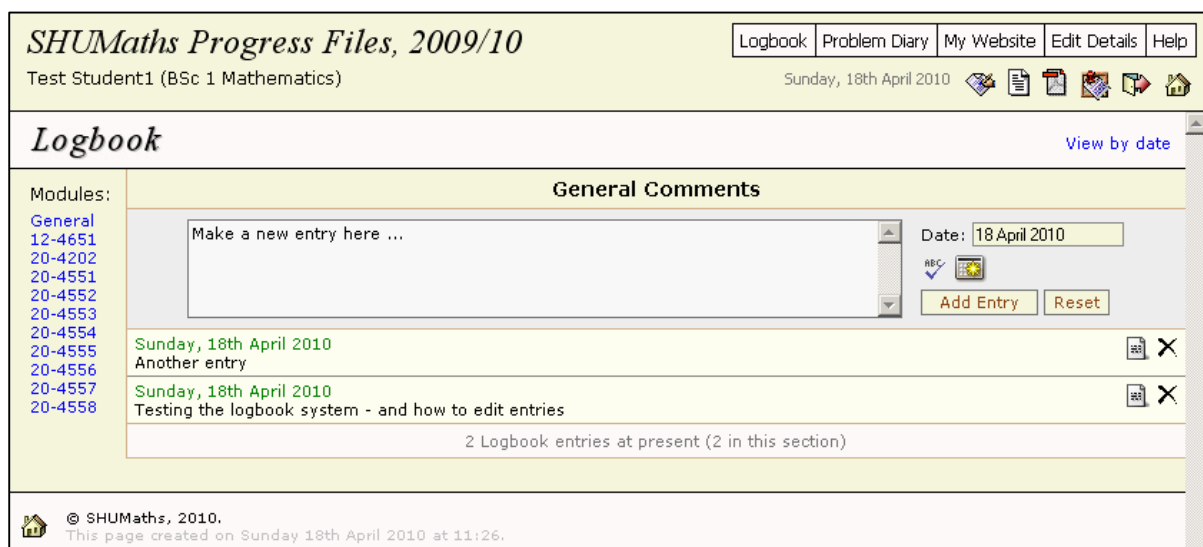 SHUMaths Progress Files, 2009/10
Logbook Problem Diary My Website Edit Details Help
Test Student1 (BSc 1 Mathematics)
Sunday, 18th April 2010
Logbook
View by date
Modules:
General
12-4651
20-4202
20-4551
20-4552
20-4553
20-4554
20-4555
20-4556
20-4557
20-4558
General Comments
Make a new entry here ...
Date: 18 April 2010
ABC
Add Entry Reset
Sunday, 18th April 2010
Another entry
Sunday, 18th April 2010
Testing the logbook system - and how to edit entries
2 Logbook entries at present (2 in this section)
© SHUMaths, 2010.
This page created on Sunday 18th April 2010 at 11:26.